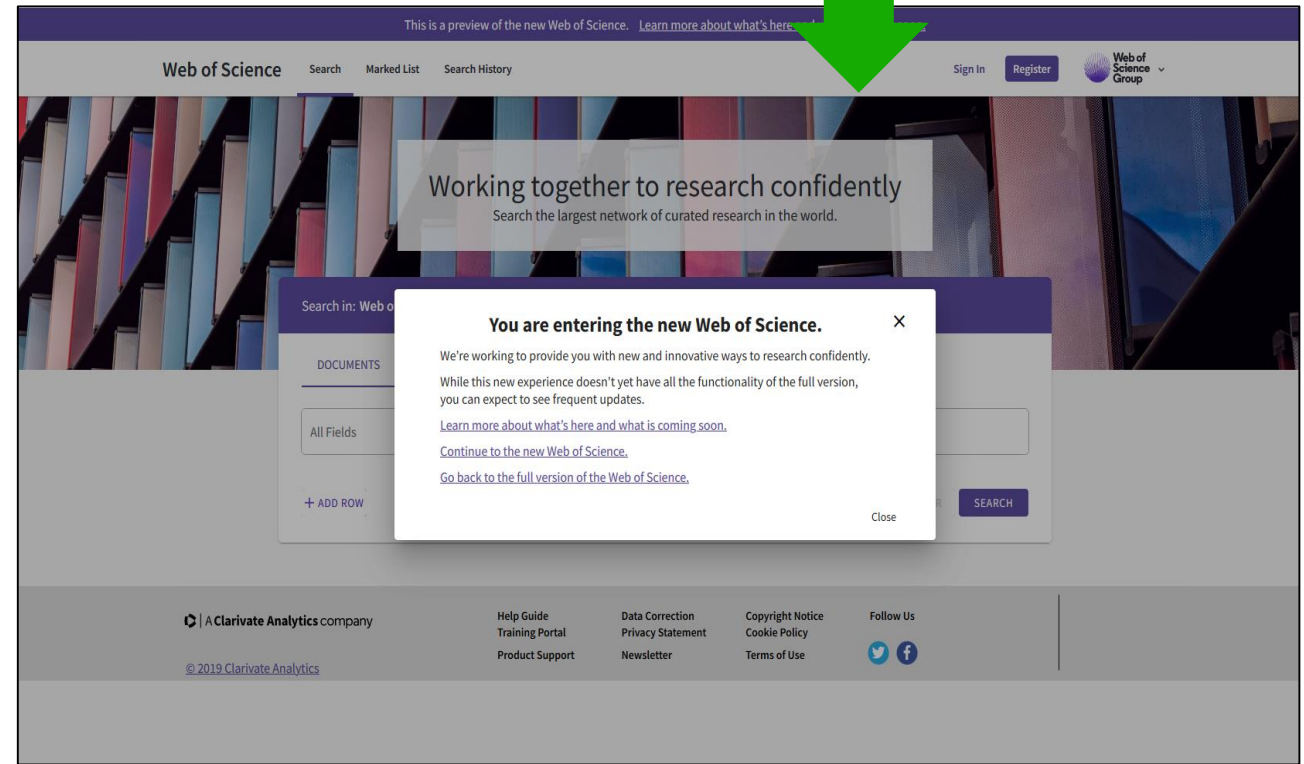 This is a preview of the new Web of Science. Learn more about what's here
Web of Science Search Marked List Search History Sign In Register
Web of
Science
Group
Working together to research confidently
Search the largest network of curated research in the world.
Search in: Web o
You are entering the new Web of Science.
We're working to provide you with new and innovative ways to research confidently.
DOCUMENTS
While this new experience doesn't yet have all the functionality of the full version,
you can expect to see frequent updates.
Learn more about what's here and what is coming soon.
All Fields
Continue to the new Web of Science.
Go back to the full version of the Web of Science.
+ ADD ROW
R SEARCH
Close
A Clarivate Analytics company
© 2019 Clarivate Analytics
Help Guide
Training Portal
Product Support
Data Correction
Privacy Statement
Newsletter
Copyright Notice
Cookie Policy
Terms of Use
Follow Us